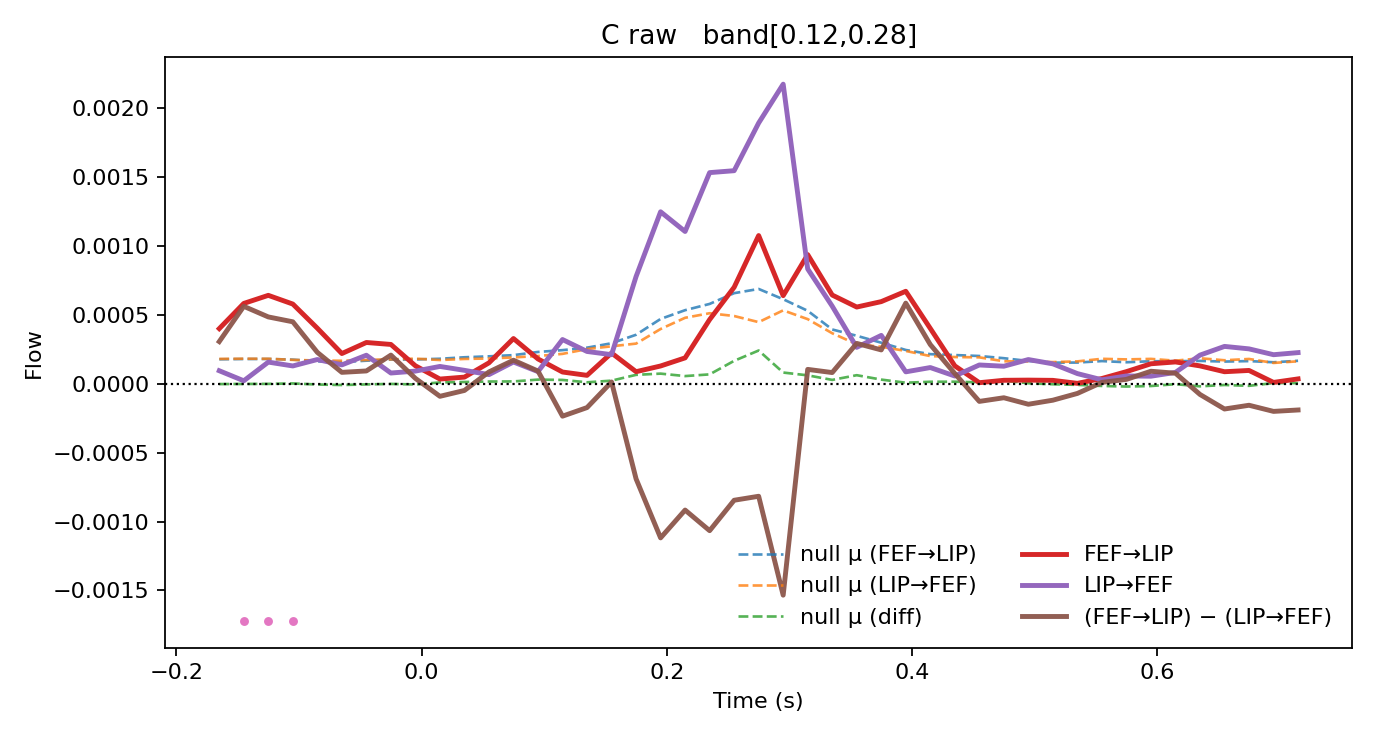 C raw   band[0.12,0.28]
0.0020
0.0015
0.0010
0.0005
0.0000
−0.0005
−0.0010
−0.0015
Flow
null μ (FEF→LIP)
null μ (LIP→FEF)
null μ (diff)
FEF→LIP
LIP→FEF
(FEF→LIP) − (LIP→FEF)
−0.2 0.0 0.2 0.4 0.6
Time (s)